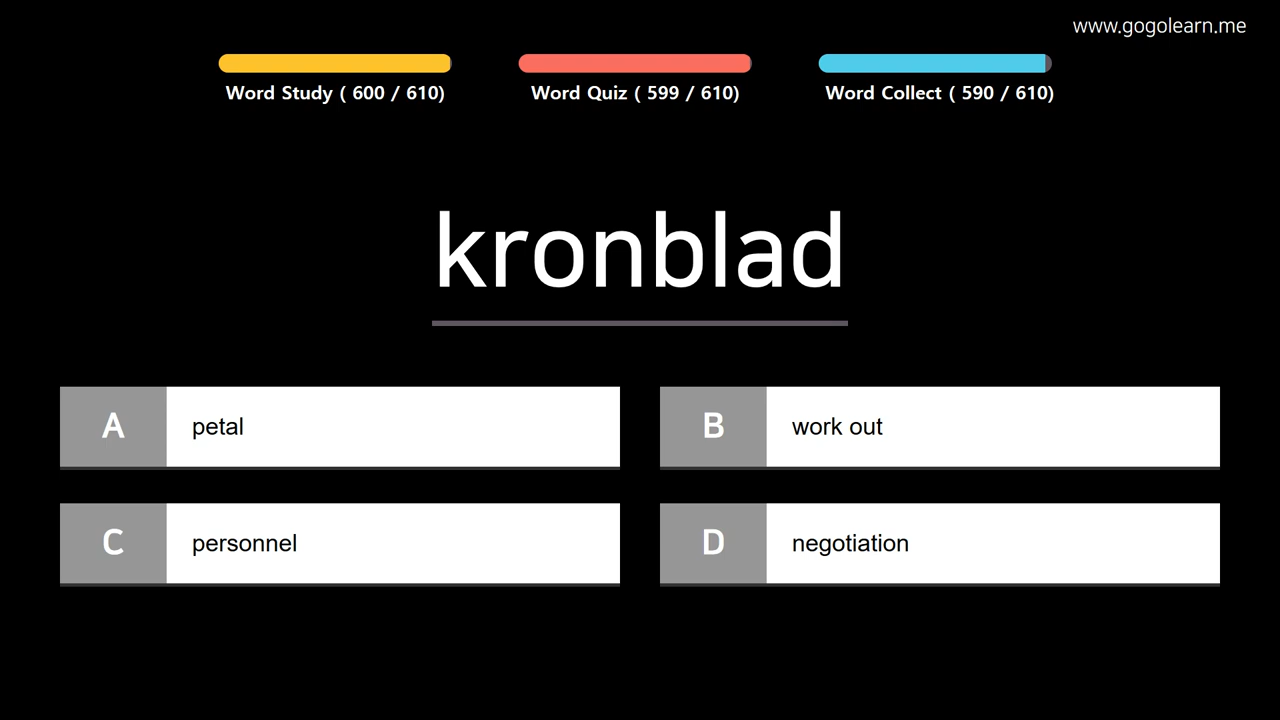 www.gogolearn.me
Word Study ( 600 / 610)
Word Quiz ( 599 / 610)
Word Collect ( 590 / 610)
kronblad
A petal
B work out
C personnel
D negotiation